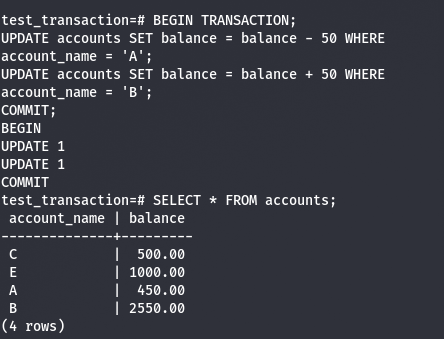 test_transaction=# BEGIN TRANSACTION;
UPDATE accounts SET balance = balance - 50 WHERE
account_name = 'A';
UPDATE accounts SET balance = balance + 50 WHERE
account_name = 'B';
COMMIT;
BEGIN
UPDATE 1
UPDATE 1
COMMIT
test_transaction=# SELECT * FROM accounts;
 account_name | balance
--------------+---------
 C            |  500.00
 E            | 1000.00
 A            |  450.00
 B            | 2550.00
(4 rows)